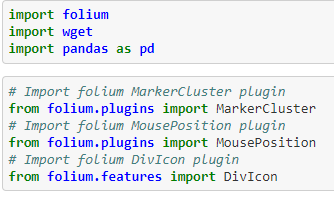 import folium
import wget
import pandas as pd
# Import folium MarkerCluster plugin
from folium.plugins import MarkerCluster
# Import folium MousePosition plugin
from folium.plugins import MousePosition
# Import folium DivIcon plugin
from folium.features import DivIcon